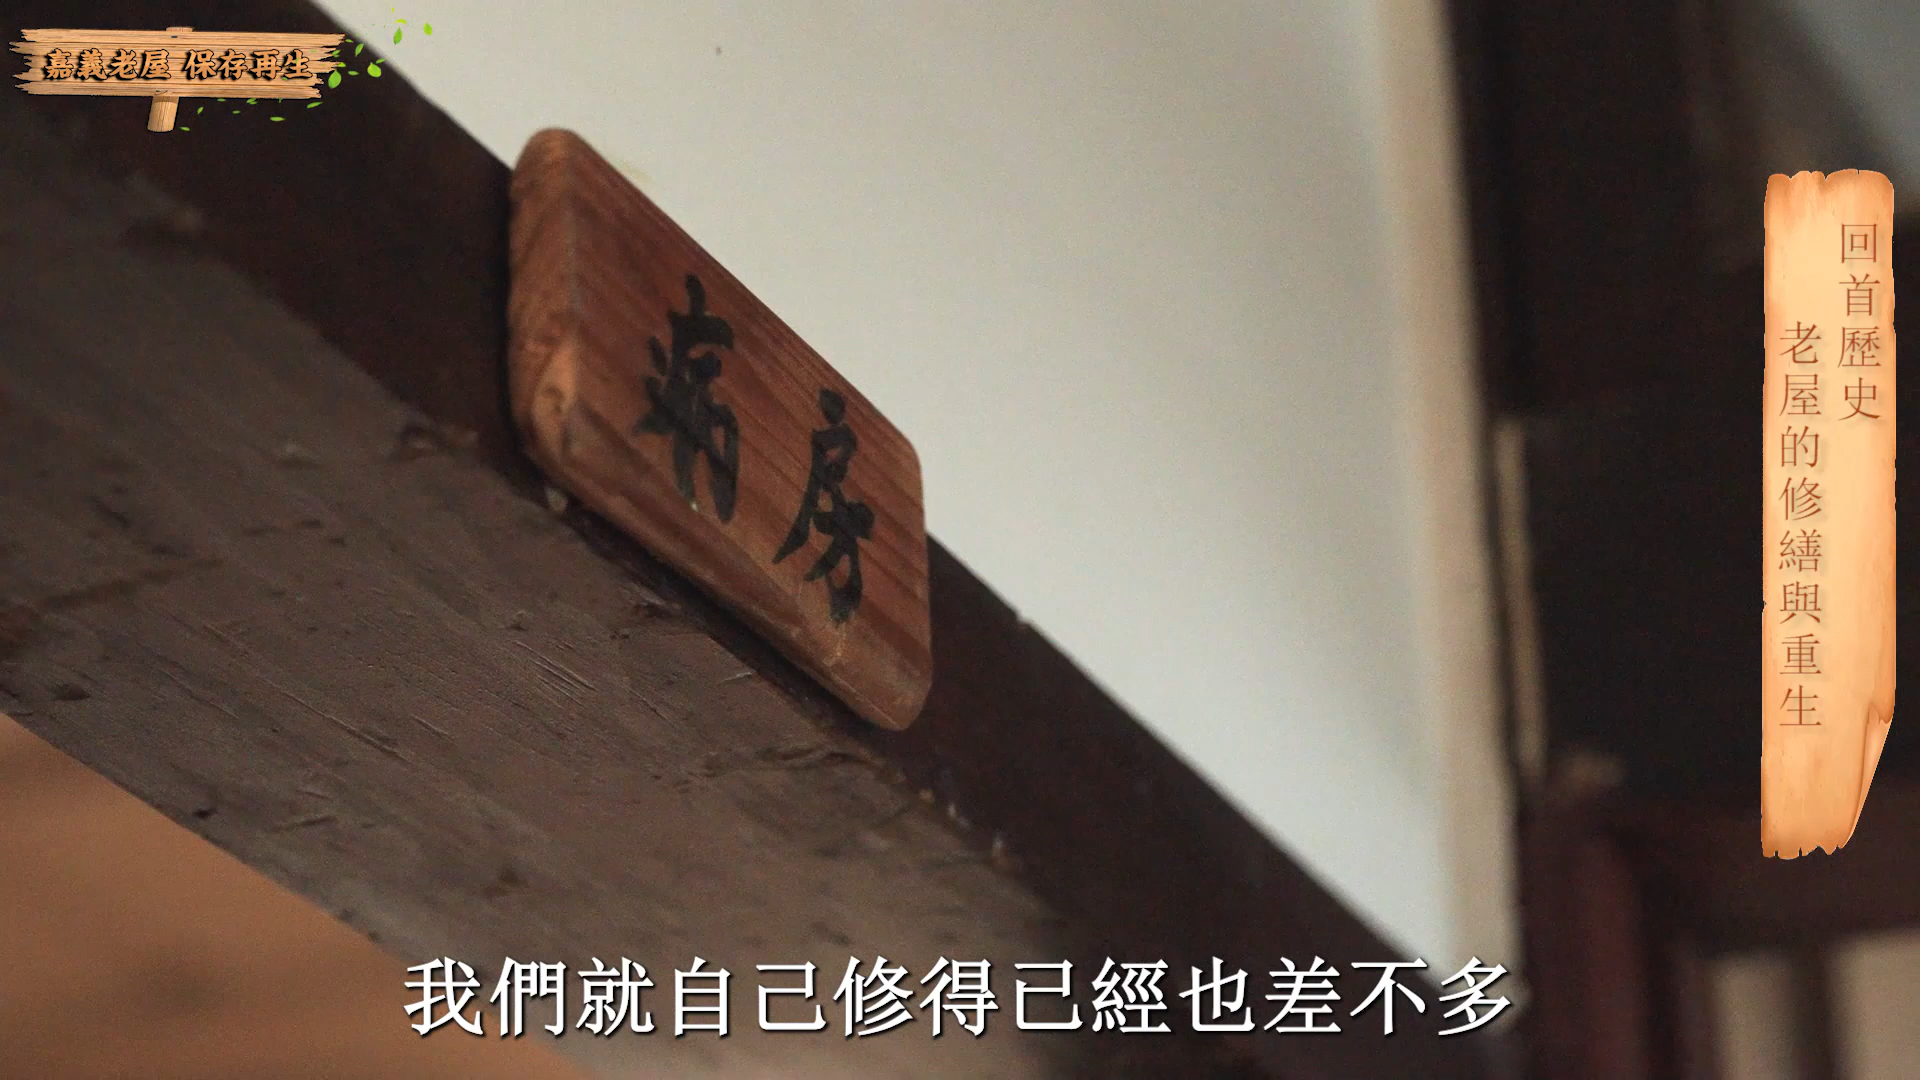 嘉義老屋 保存再生
病房
回首歷史
老屋的修繕與重生
我們就自己修得已經也差不多